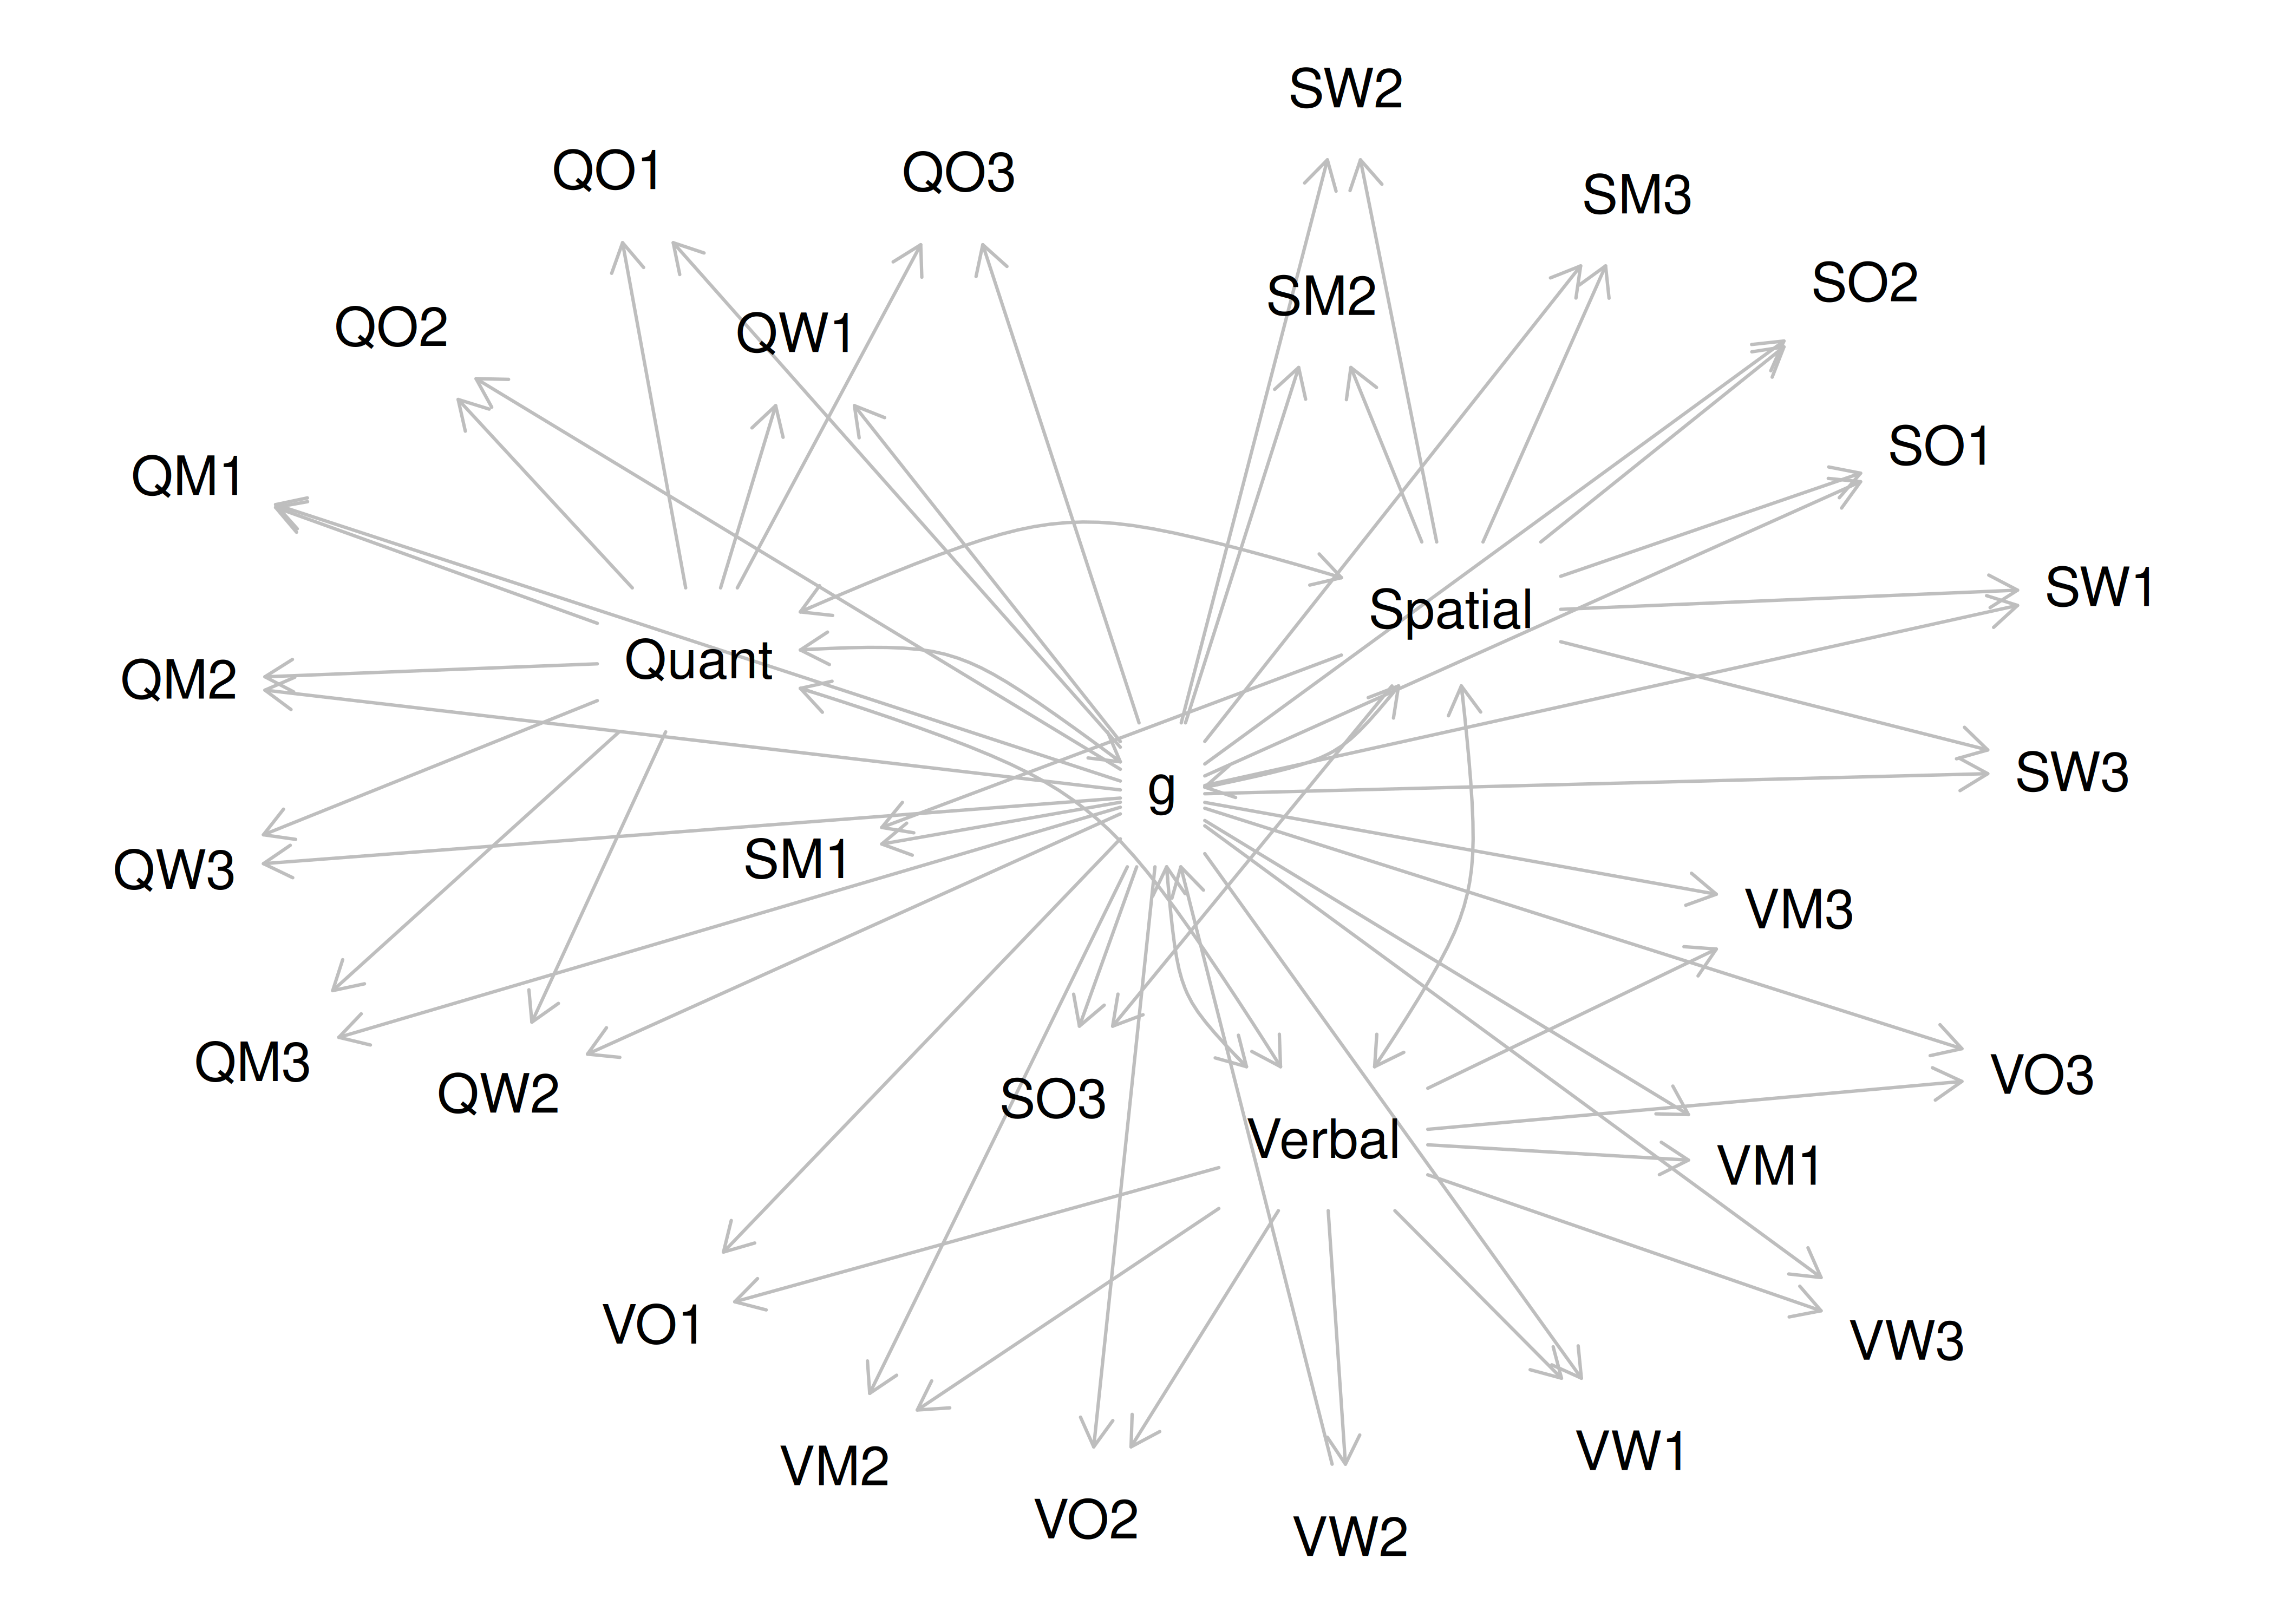 SW2
QO1
QO3
SM3
SO2
SM2
QO2
QW1
SO1
QM1
SW1
Spatial
Quant
QM2
SW3
g
SM1
QW3
VM3
QM3
VO3
QW2
SO3
Verbal
VM1
VO1
VW3
VW1
VM2
VO2
VW2